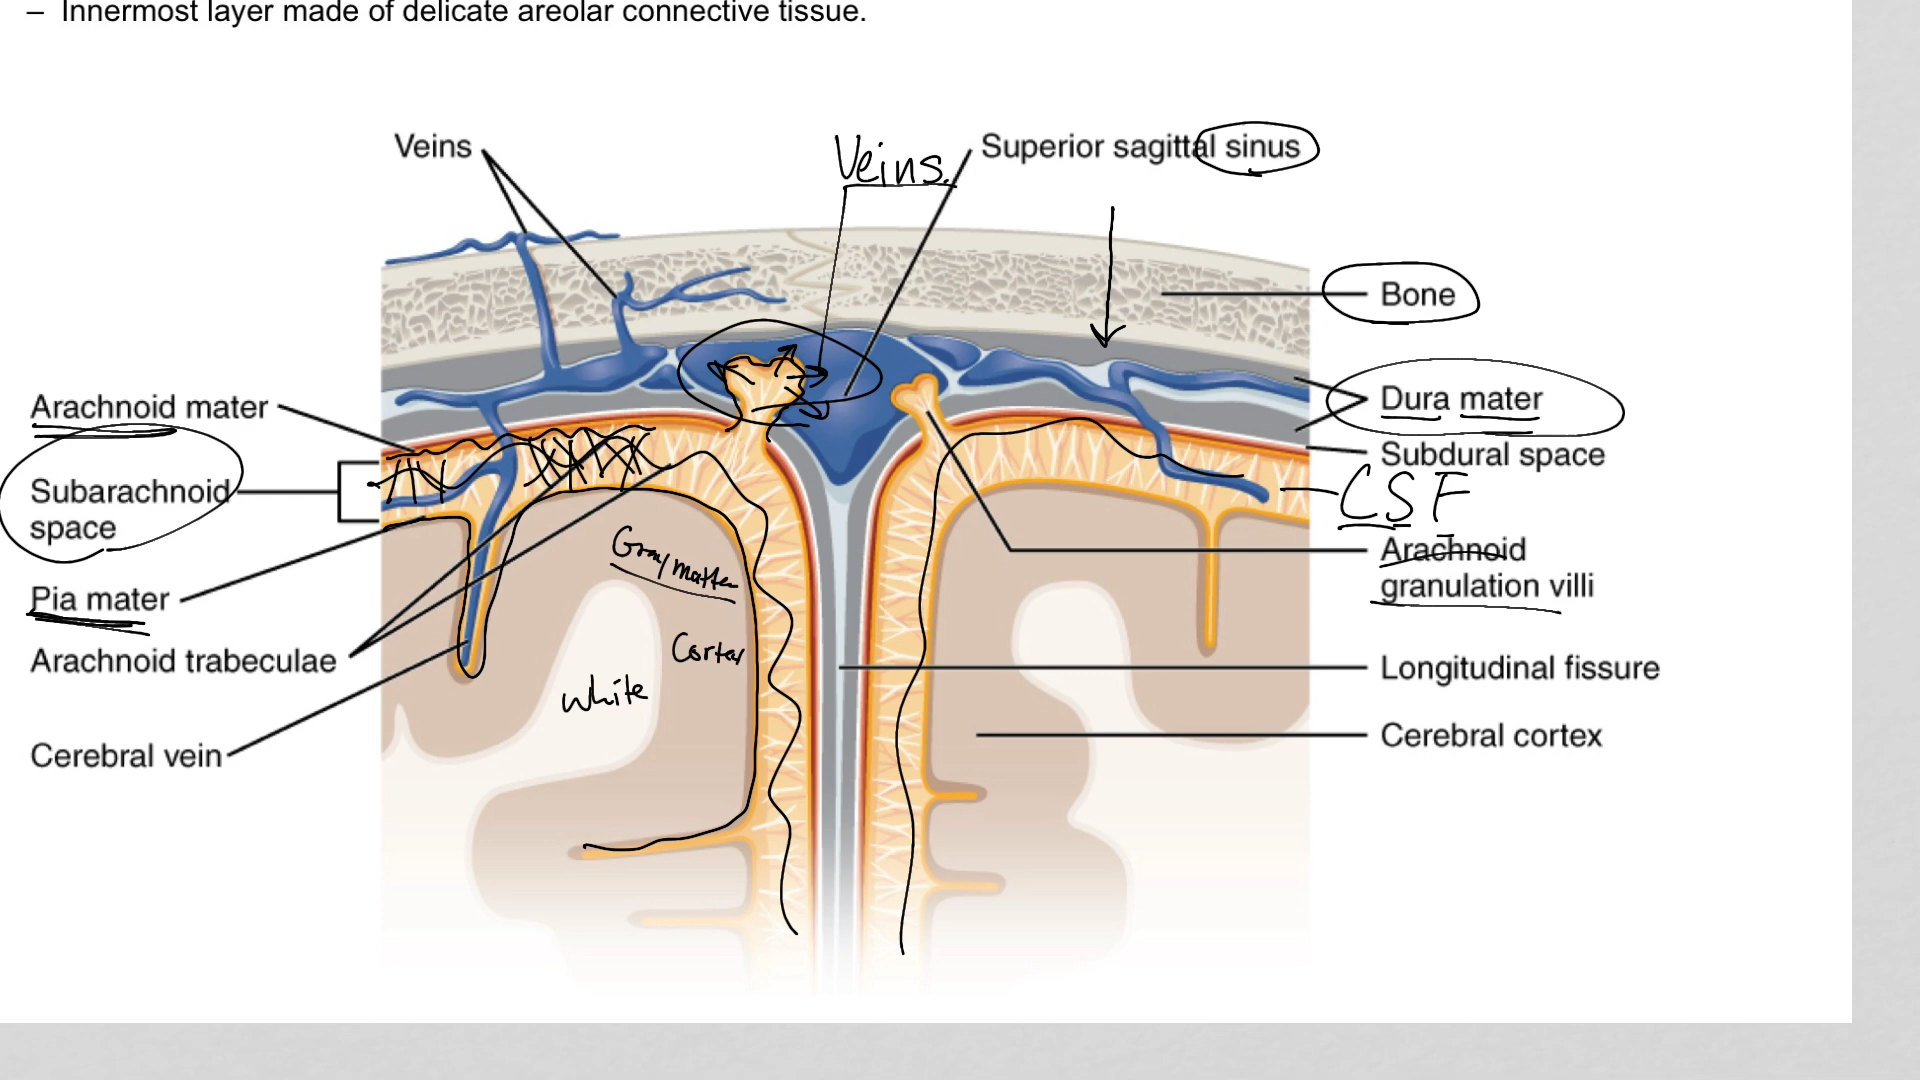 – Innermost layer made of delicate areolar connective tissue.
Veins
Veins.
Superior sagittal sinus
Bone
Arachnoid mater
Dura mater
Subdural space
Subarachnoid
space
CSF
Arachnoid
granulation villi
Gray matter
Pia mater
Arachnoid trabeculae
Cortex
Longitudinal fissure
white
Cerebral vein
Cerebral cortex